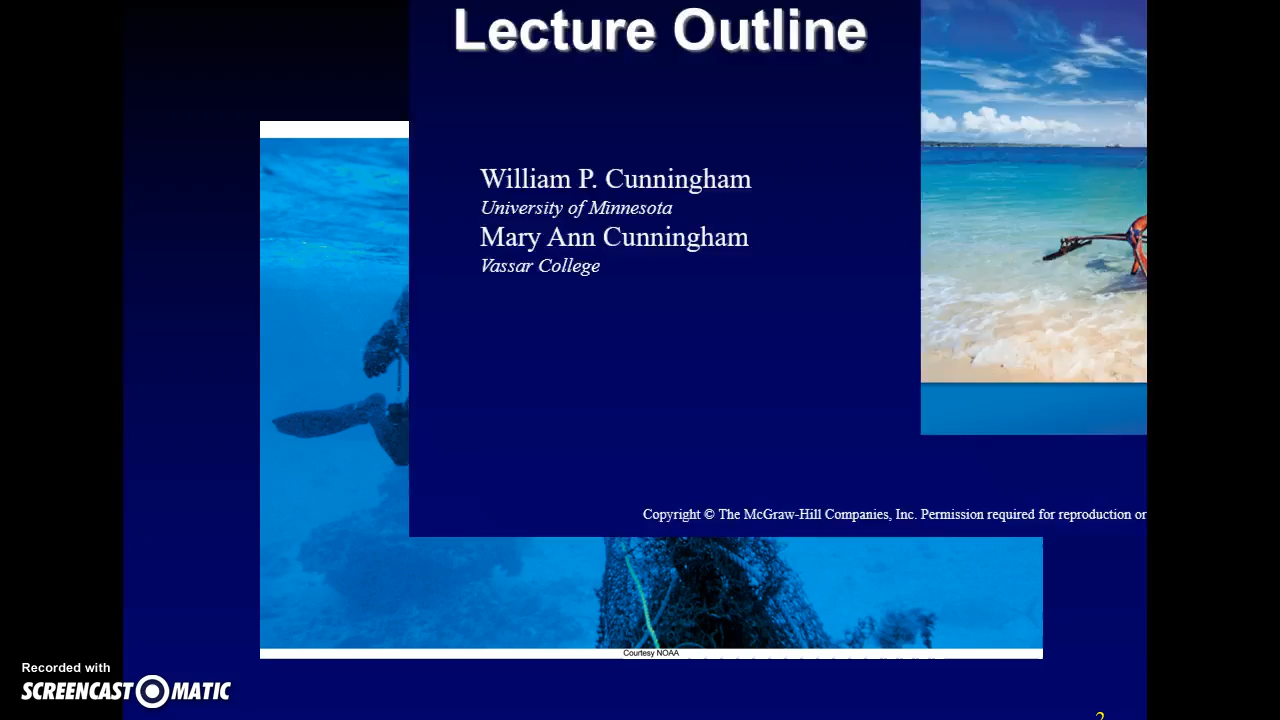 Lecture Outline
William P. Cunningham
University of Minnesota
Mary Ann Cunningham
Vassar College
Copyright © The McGraw-Hill Companies, Inc. Permission required for reproduction or
Courtesy NOAA
Recorded with
SCREENCAST MATIC
2